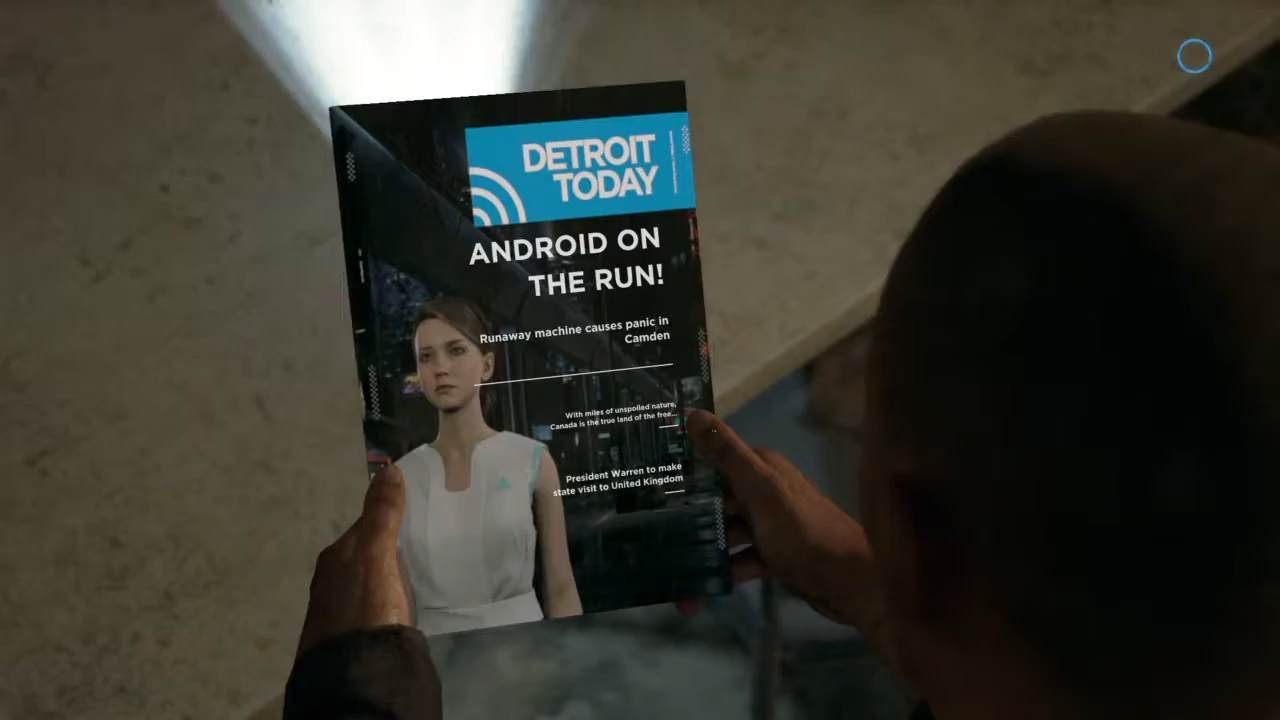 DETROIT
TODAY
ANDROID ON
THE RUN!
Runaway machine causes panic in
Camden
With miles of unspoiled nature,
Canada is the true land of the free...
President Warren to make
state visit to United Kingdom